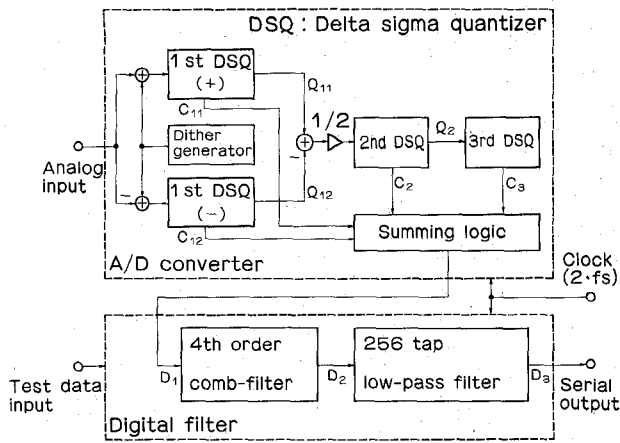 DSQ : Delta sigma quantizer
1 st DSQ
(+)
Q11
C11
Dither
generator
1/2
2nd DSQ
Q2
3rd DSQ
Analog
input
1 st DSQ
(−)
Q12
C2
C3
C12
Summing logic
A/D converter
Clock
(2·fs)
4th order
comb-filter
256 tap
low-pass filter
D1
D2
D3
Test data
input
Serial
output
Digital filter